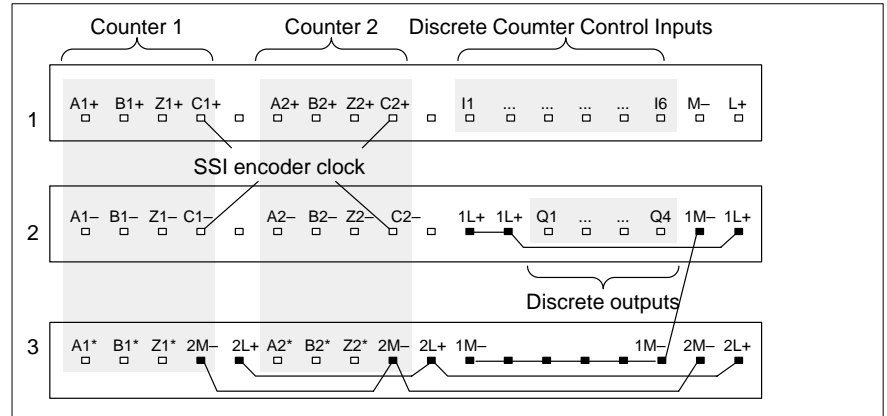 Counter 1 Counter 2 Discrete Coumter Control Inputs
A1+ B1+ Z1+ C1+ A2+ B2+ Z2+ C2+ I1 ... ... ... ... I6 M– L+
1
SSI encoder clock
A1– B1– Z1– C1– A2– B2– Z2– C2– 1L+ 1L+ Q1 ... ... Q4 1M– 1L+
2
Discrete outputs
3 A1* B1* Z1* 2M– 2L+ A2* B2* Z2* 2M– 2L+ 1M– 1M– 2M– 2L+